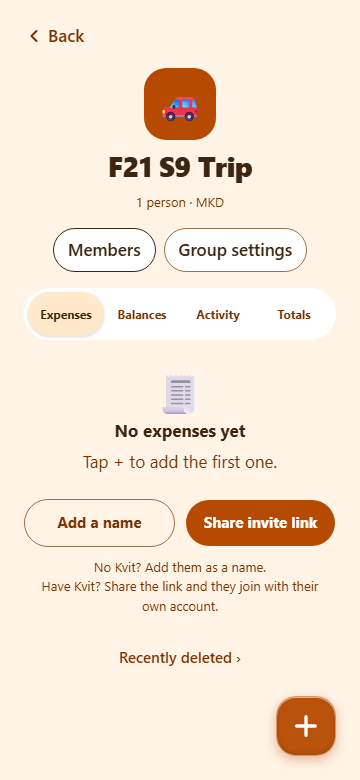 Back
F21 S9 Trip
1 person · MKD
Members
Group settings
Expenses
Balances
Activity
Totals
No expenses yet
Tap + to add the first one.
Add a name
Share invite link
No Kvit? Add them as a name.
Have Kvit? Share the link and they join with their
own account.
Recently deleted ›